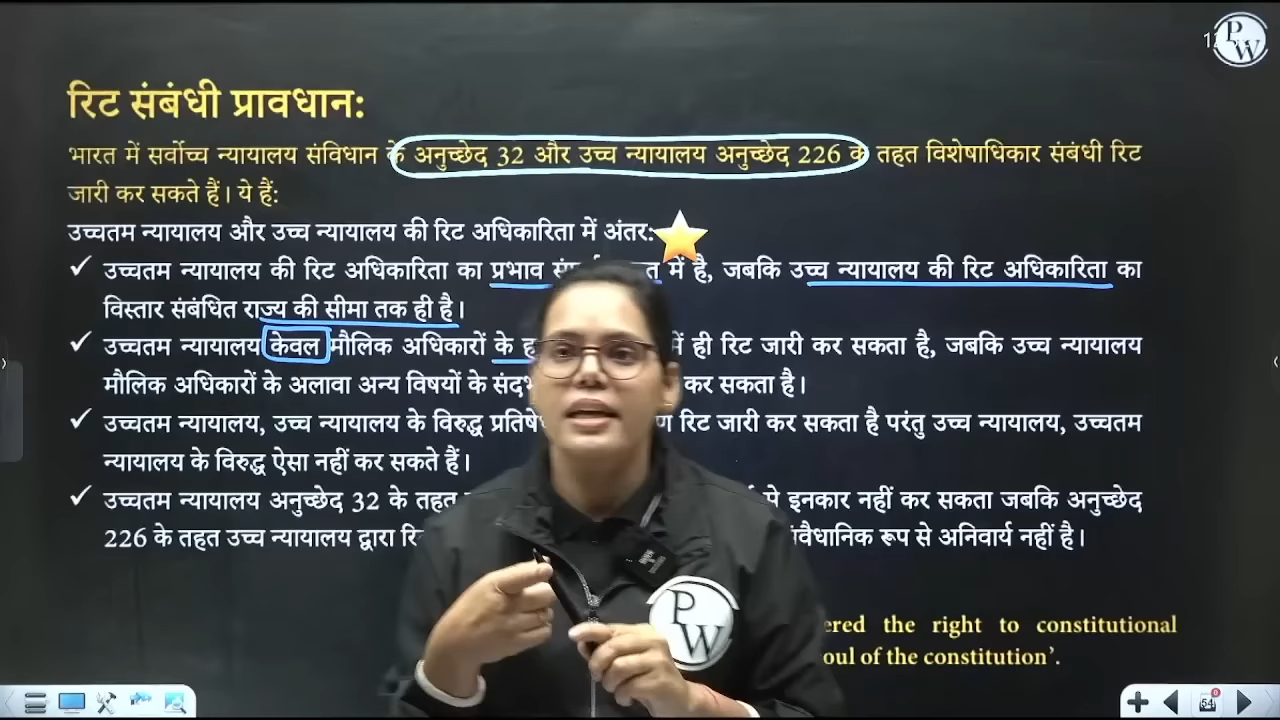 PW
रिट संबंधी प्रावधान:
भारत में सर्वोच्च न्यायालय संविधान के अनुच्छेद 32 और उच्च न्यायालय अनुच्छेद 226 के तहत विशेषाधिकार संबंधी रिट
जारी कर सकते हैं। ये हैं:
उच्चतम न्यायालय और उच्च न्यायालय की रिट अधिकारिता में अंतर:
✓ उच्चतम न्यायालय की रिट अधिकारिता का प्रभाव में है, जबकि उच्च न्यायालय की रिट अधिकारिता का
विस्तार संबंधित राज्य की सीमा तक ही है।
✓ उच्चतम न्यायालय केवल मौलिक अधिकारों के में ही रिट जारी कर सकता है, जबकि उच्च न्यायालय
मौलिक अधिकारों के अलावा अन्य विषयों के कर सकता है।
✓ उच्चतम न्यायालय, उच्च न्यायालय के विरुद्ध रिट जारी कर सकता है परंतु उच्च न्यायालय, उच्चतम
न्यायालय के विरुद्ध ऐसा नहीं कर सकते हैं।
✓ उच्चतम न्यायालय अनुच्छेद 32 के तहत से इनकार नहीं कर सकता जबकि अनुच्छेद
226 के तहत उच्च न्यायालय द्वारा संवैधानिक रूप से अनिवार्य नहीं है।
the right to constitutional
of the constitution’.
PW
54